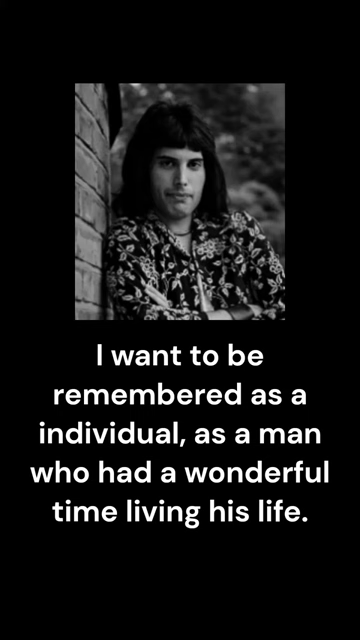 I want to be
remembered as a
individual, as a man
who had a wonderful
time living his life.